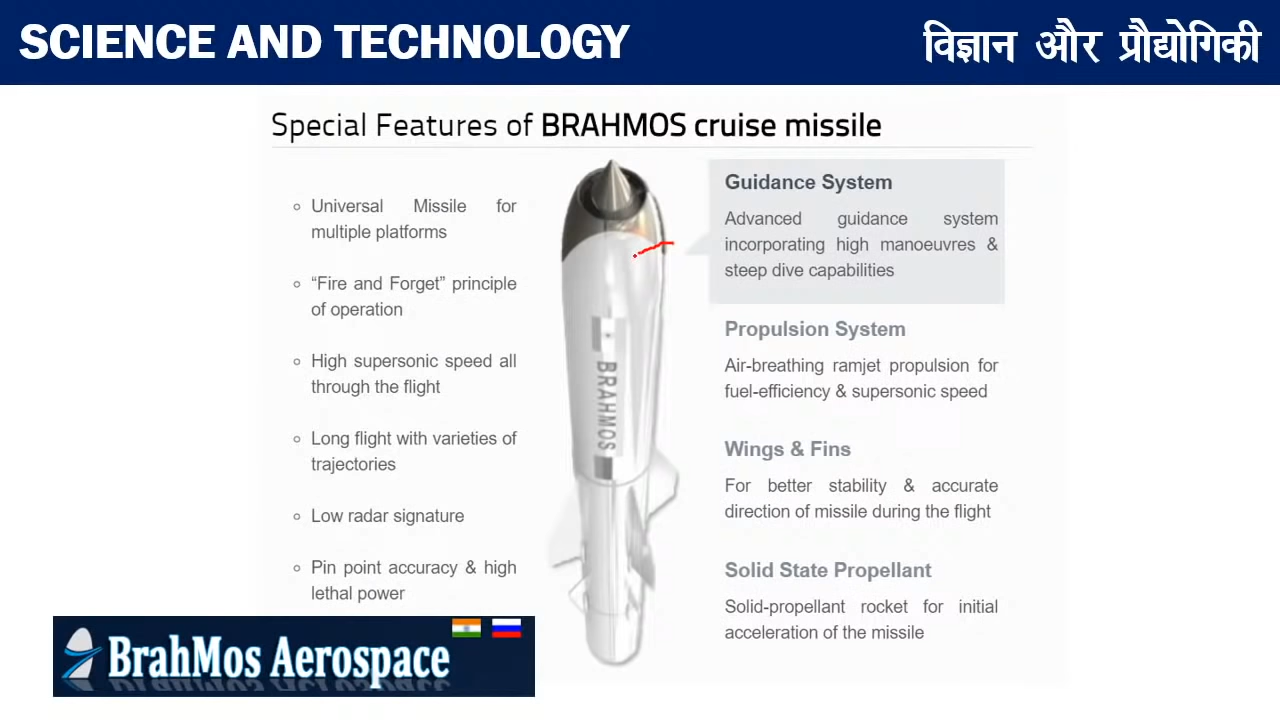 SCIENCE AND TECHNOLOGY
विज्ञान और प्रौद्योगिकी
Special Features of BRAHMOS cruise missile
Universal Missile for
multiple platforms
“Fire and Forget” principle
of operation
High supersonic speed all
through the flight
Long flight with varieties of
trajectories
Low radar signature
Pin point accuracy & high
lethal power
BRAHMOS
Guidance System
Advanced guidance system
incorporating high manoeuvres &
steep dive capabilities
Propulsion System
Air-breathing ramjet propulsion for
fuel-efficiency & supersonic speed
Wings & Fins
For better stability & accurate
direction of missile during the flight
Solid State Propellant
Solid-propellant rocket for initial
acceleration of the missile
BrahMos Aerospace